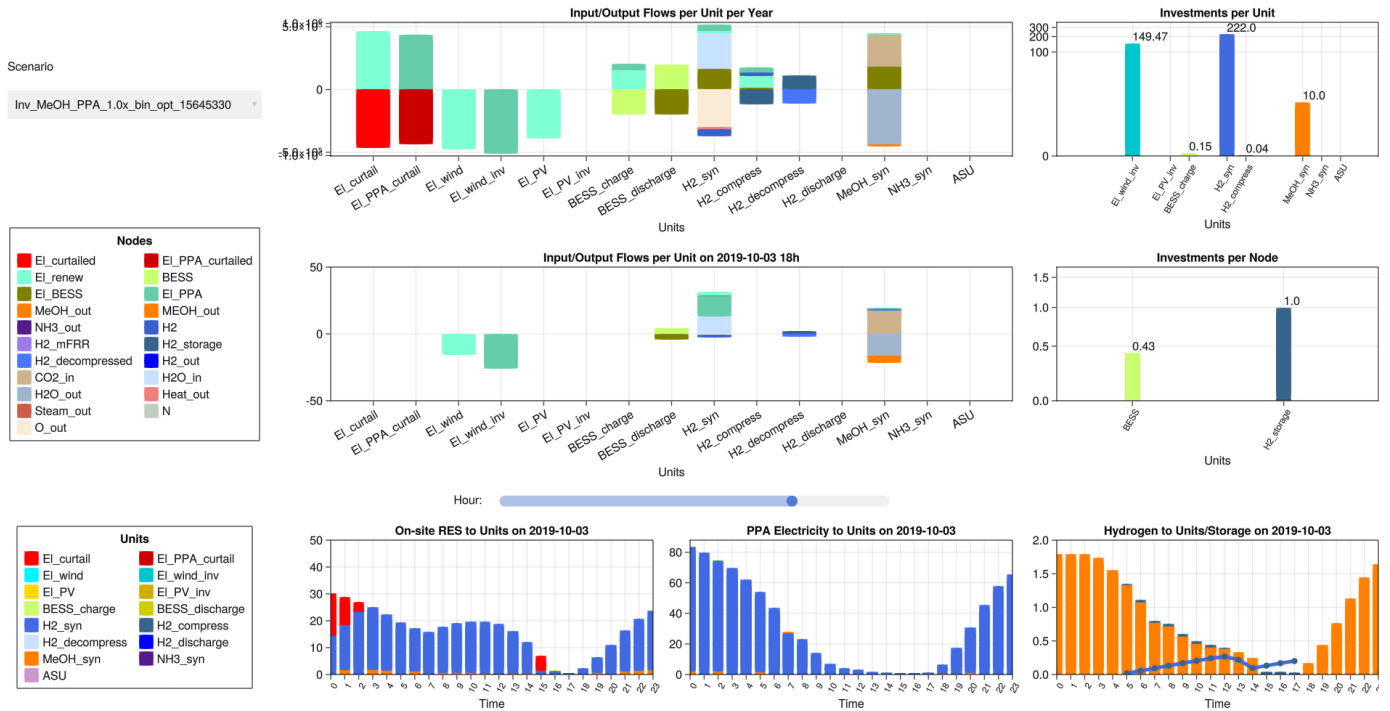 Scenario
Inv_MeOH_PPA_1.0x_bin_opt_15645330
Nodes
El_curtailed
El_PPA_curtailed
El_renew
BESS
El_BESS
El_PPA
MeOH_out
MEOH_out
NH3_out
H2
H2_mFRR
H2_storage
H2_decompressed
H2_out
CO2_in
H2O_in
H2O_out
Heat_out
Steam_out
N
O_out
Units
El_curtail
El_PPA_curtail
El_wind
El_wind_inv
El_PV
El_PV_inv
BESS_charge
BESS_discharge
H2_syn
H2_compress
H2_decompress
H2_discharge
MeOH_syn
NH3_syn
ASU
Input/Output Flows per Unit per Year
0
El_curtail
El_PPA_curtail
El_wind
El_wind_inv
El_PV
El_PV_inv
BESS_charge
BESS_discharge
H2_syn
H2_compress
H2_decompress
H2_discharge
MeOH_syn
NH3_syn
ASU
Units
Investments per Unit
300
200
100
0
149.47
0.15
222.0
0.04
10.0
El_wind_inv
El_PV_inv
BESS_charge
H2_syn
H2_compress
MeOH_syn
NH3_syn
ASU
Units
Input/Output Flows per Unit on 2019-10-03 18h
50
0
-50
El_curtail
El_PPA_curtail
El_wind
El_wind_inv
El_PV
El_PV_inv
BESS_charge
BESS_discharge
H2_syn
H2_compress
H2_decompress
H2_discharge
MeOH_syn
NH3_syn
ASU
Units
Investments per Node
1.5
1.0
0.5
0.0
0.43
1.0
BESS
H2_storage
Units
Hour:
On-site RES to Units on 2019-10-03
50
40
30
20
10
0
0 1 2 3 4 5 6 7 8 9 10 11 12 13 14 15 16 17 18 19 20 21 22 23
Time
PPA Electricity to Units on 2019-10-03
80
60
40
20
0
0 1 2 3 4 5 6 7 8 9 10 11 12 13 14 15 16 17 18 19 20 21 22 23
Time
Hydrogen to Units/Storage on 2019-10-03
2.0
1.5
1.0
0.5
0.0
0 1 2 3 4 5 6 7 8 9 10 11 12 13 14 15 16 17 18 19 20 21 22
Time